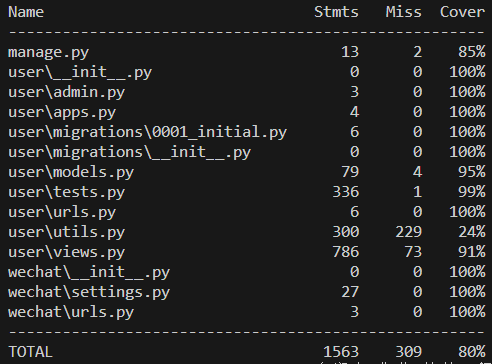 Name Stmts Miss Cover
---------------------------------------------------
manage.py 13 2 85%
user\__init__.py 0 0 100%
user\admin.py 3 0 100%
user\apps.py 4 0 100%
user\migrations\0001_initial.py 6 0 100%
user\migrations\__init__.py 0 0 100%
user\models.py 79 4 95%
user\tests.py 336 1 99%
user\urls.py 6 0 100%
user\utils.py 300 229 24%
user\views.py 786 73 91%
wechat\__init__.py 0 0 100%
wechat\settings.py 27 0 100%
wechat\urls.py 3 0 100%
---------------------------------------------------
TOTAL 1563 309 80%